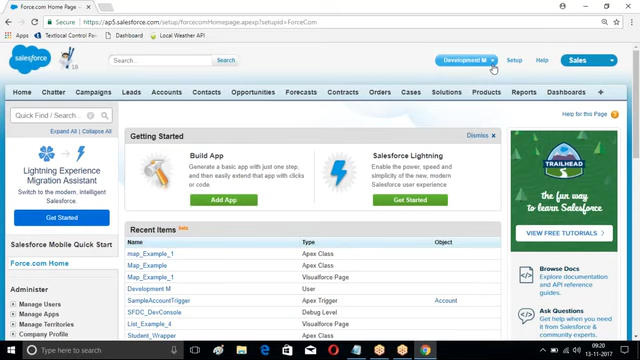 Force.com Home Page ~
Secure https://ap5.salesforce.com/setup/forcecomHomepage.apexp?setupid=ForceCom
Apps Textlocal Control Pan Dashboard Local Weather API
salesforce
18
Search...
Search
Development M
Setup
Help
Sales
Home Chatter Campaigns Leads Accounts Contacts Opportunities Forecasts Contracts Orders Cases Solutions Products Reports Dashboards +
Quick Find / Search...
Expand All | Collapse All
Lightning Experience
Migration Assistant
Switch to the modern, intelligent
Salesforce.
Get Started
Salesforce Mobile Quick Start
Force.com Home
Administer
Manage Users
Manage Apps
Manage Territories
Company Profile
Help for this Page
Getting Started
Dismiss
Build App
Generate a basic app with just one step,
and then easily extend that app with clicks
or code
Add App
Salesforce Lightning
Enable the power, speed and
simplicity of the new, modern
Salesforce user experience
Get Started
Recent Items Beta
Name Type Object
map_Example_1 Apex Class
Map_Example Apex Class
Map_Example_1 Visualforce Page
Development M User
SampleAccountTrigger Apex Trigger Account
SFDC_DevConsole Debug Level
List_Example_4 Visualforce Page
Student_Wrapper Apex Class
TRAILHEAD
the fun way
to learn Salesforce
VIEW FREE TUTORIALS
Browse Docs
Explore documentation
and API reference
guides.
Ask Questions
Get help when you need
it from Salesforce &
community experts.
Type here to search
09:20
13-11-2017